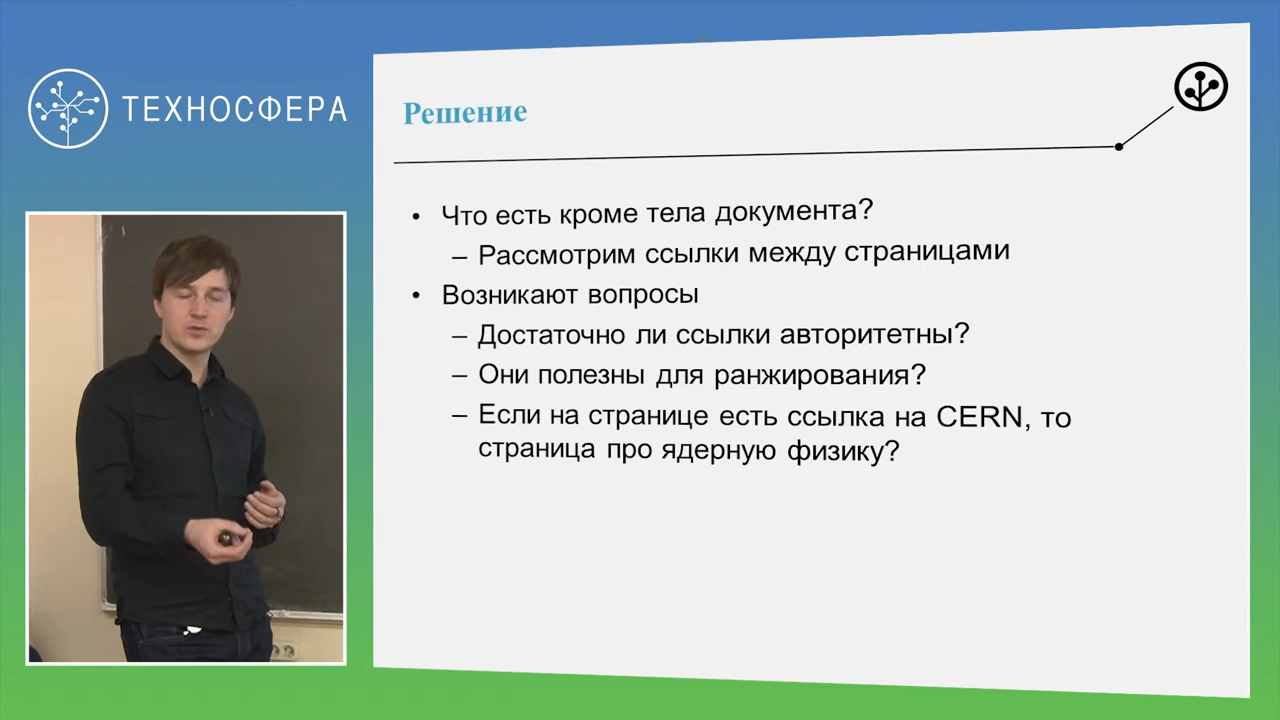 ТЕХНОСФЕРА
Решение
• Что есть кроме тела документа?
– Рассмотрим ссылки между страницами
• Возникают вопросы
– Достаточно ли ссылки авторитетны?
– Они полезны для ранжирования?
– Если на странице есть ссылка на CERN, то
страница про ядерную физику?